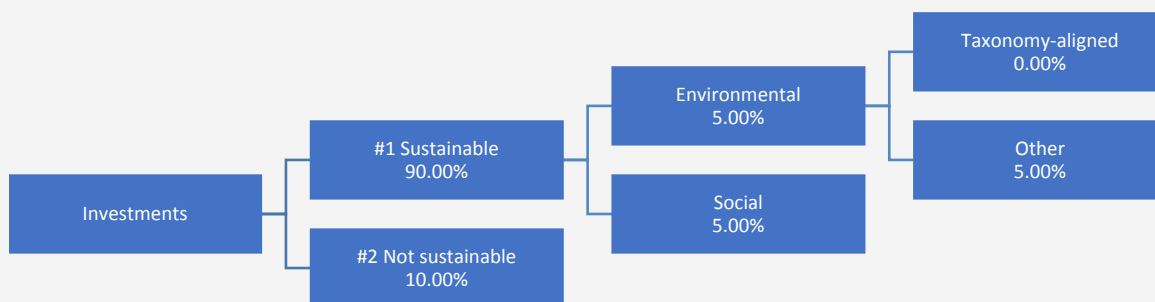 Investments
#1 Sustainable
90.00%
#2 Not sustainable
10.00%
Environmental
5.00%
Social
5.00%
Taxonomy-aligned
0.00%
Other
5.00%